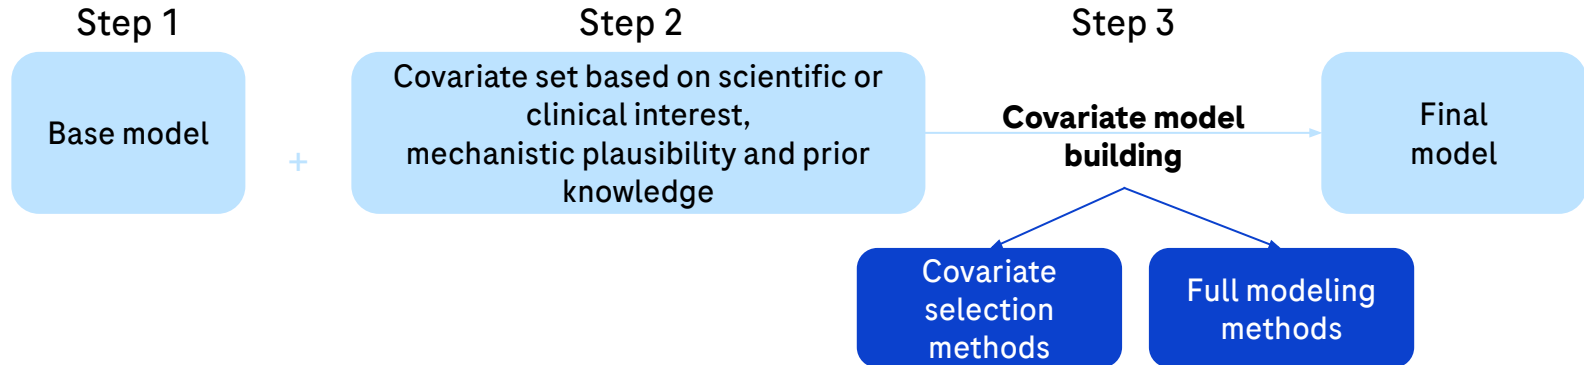 Step 1
Step 2
Step 3
Base model
+
Covariate set based on scientific or
clinical interest,
mechanistic plausibility and prior
knowledge
Covariate model
building
Final
model
Covariate
selection
methods
Full modeling
methods